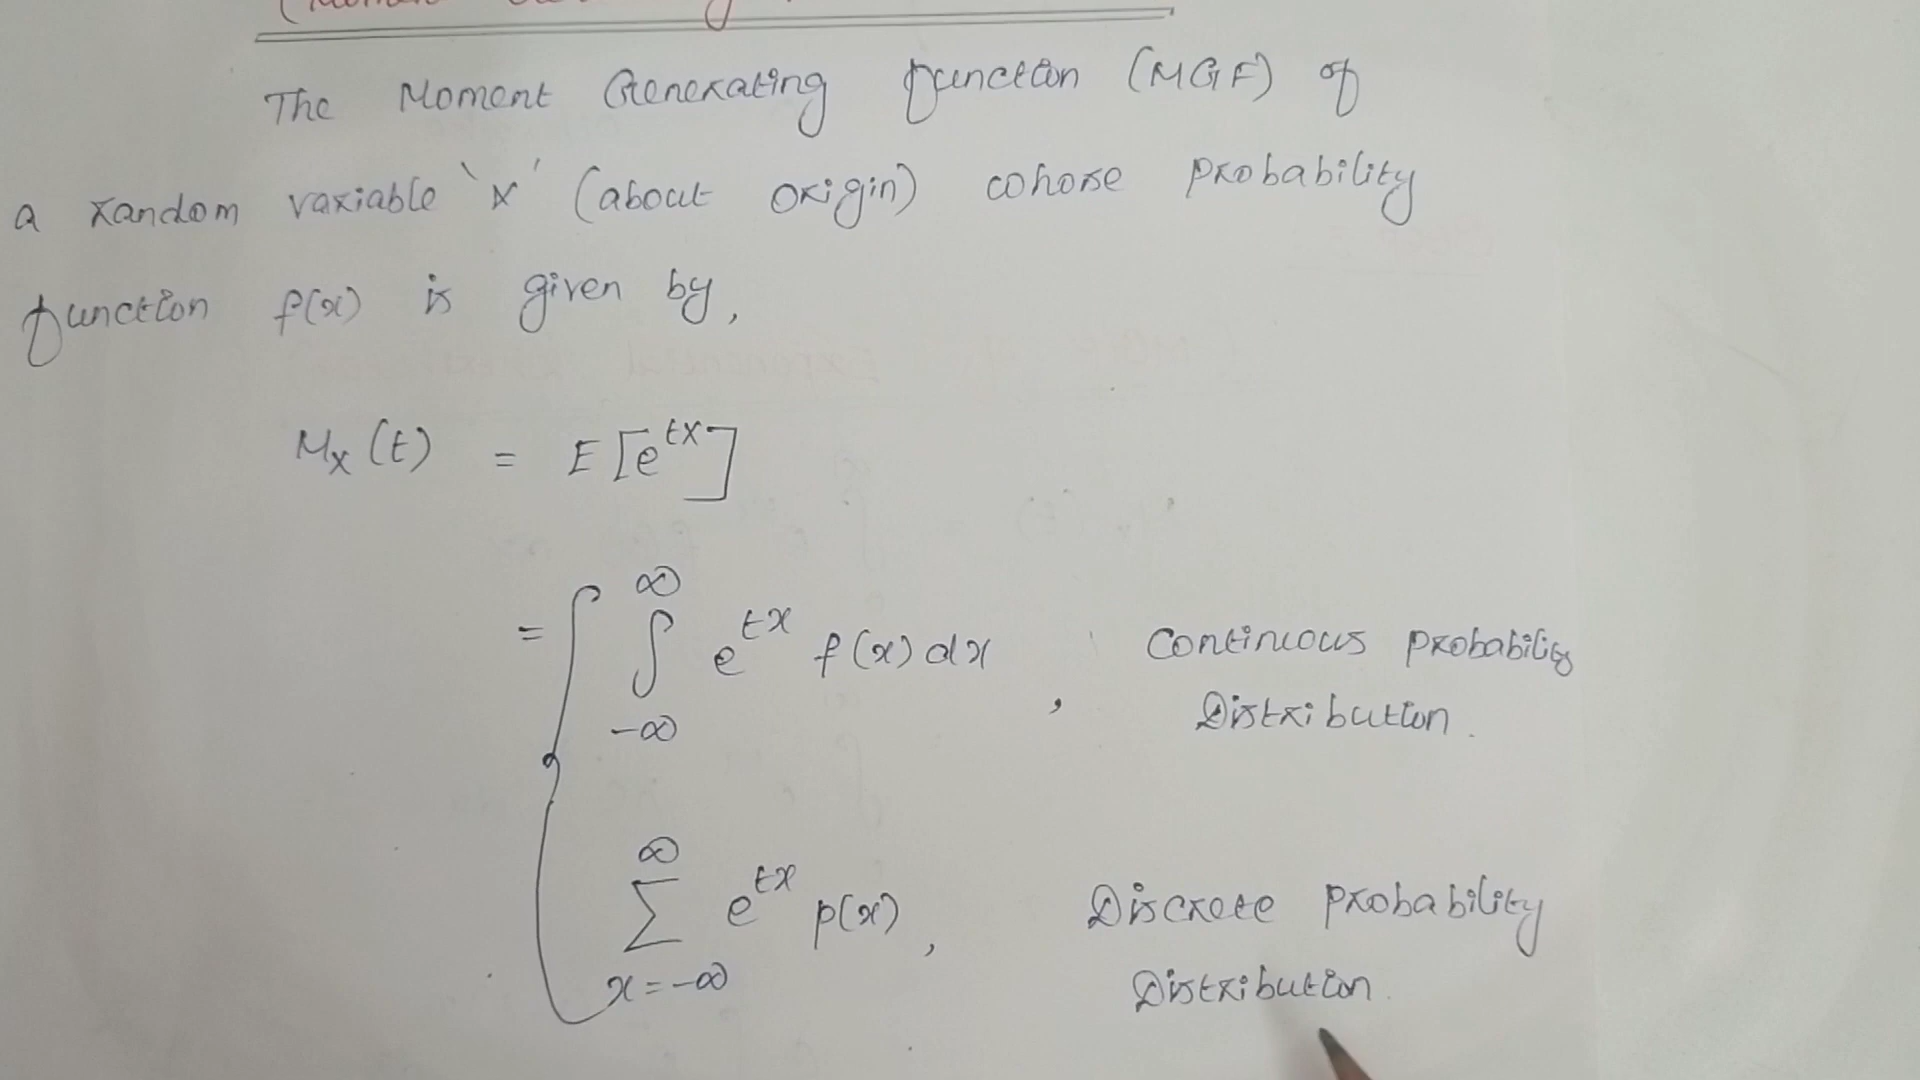 The Moment Generating function (MGF) of
a random variable 'X' (about origin) whose probability
function f(x) is given by,
Mx(t) = E[e^tX]
= { ∫ -∞ ∞ e^tx f(x) dx , Continuous probability
Distribution.
∑ x=-∞ ∞ e^tx p(x) , Discrete probability
Distribution.